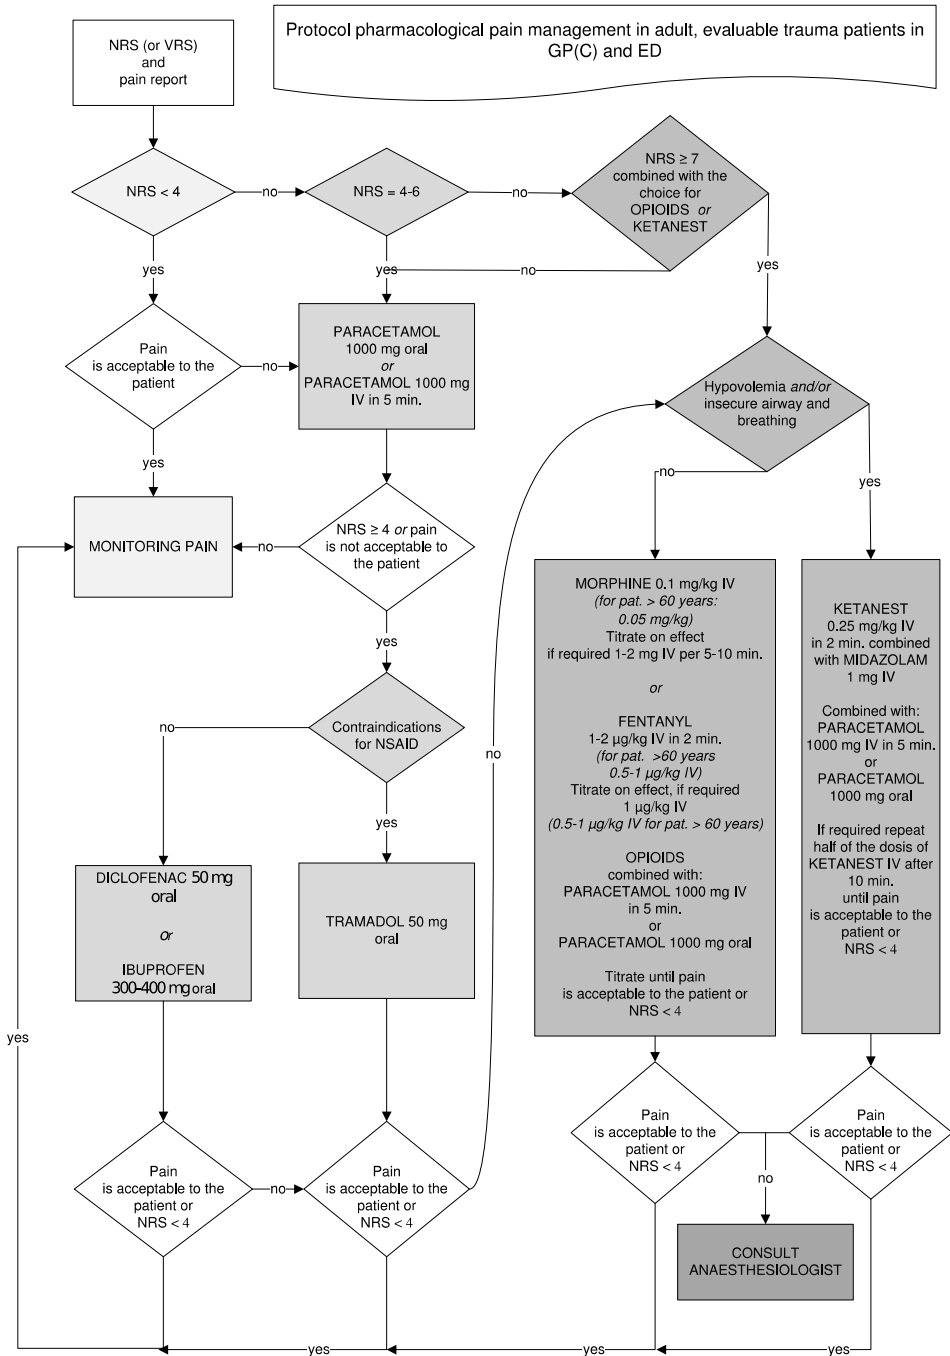 Protocol pharmacological pain management in adult, evaluable trauma patients in
GP(C) and ED
NRS (or VRS)
and
pain report
NRS < 4
no
NRS = 4-6
no
NRS ≥ 7
combined with the
choice for
OPIOIDS or
KETANEST
yes
yes
no
yes
Pain
is acceptable to the
patient
no
PARACETAMOL
1000 mg oral
or
PARACETAMOL 1000 mg
IV in 5 min.
Hypovolemia and/or
insecure airway and
breathing
yes
no
yes
MONITORING PAIN
no
NRS ≥ 4 or pain
is not acceptable to
the patient
yes
Contraindications
for NSAID
no
yes
no
DICLOFENAC 50 mg
oral
or
IBUPROFEN
300-400 mg oral
TRAMADOL 50 mg
oral
MORPHINE 0.1 mg/kg IV
(for pat. > 60 years:
0.05 mg/kg)
Titrate on effect
if required 1-2 mg IV per 5-10 min.
or
FENTANYL
1-2 µg/kg IV in 2 min.
(for pat. >60 years
0.5-1 µg/kg IV)
Titrate on effect, if required
1 µg/kg IV
(0.5-1 µg/kg IV for pat. > 60 years)
OPIOIDS
combined with:
PARACETAMOL 1000 mg IV
in 5 min.
or
PARACETAMOL 1000 mg oral
Titrate until pain
is acceptable to the patient or
NRS < 4
KETANEST
0.25 mg/kg IV
in 2 min. combined
with MIDAZOLAM
1 mg IV
Combined with:
PARACETAMOL
1000 mg IV in 5 min.
or
PARACETAMOL
1000 mg oral
If required repeat
half of the dosis of
KETANEST IV after
10 min.
until pain
is acceptable to the
patient or
NRS < 4
yes
Pain
is acceptable to the
patient or
NRS < 4
no
Pain
is acceptable to the
patient or
NRS < 4
Pain
is acceptable to the
patient or
NRS < 4
no
Pain
is acceptable to the
patient or
NRS < 4
CONSULT
ANAESTHESIOLOGIST
yes
yes
yes